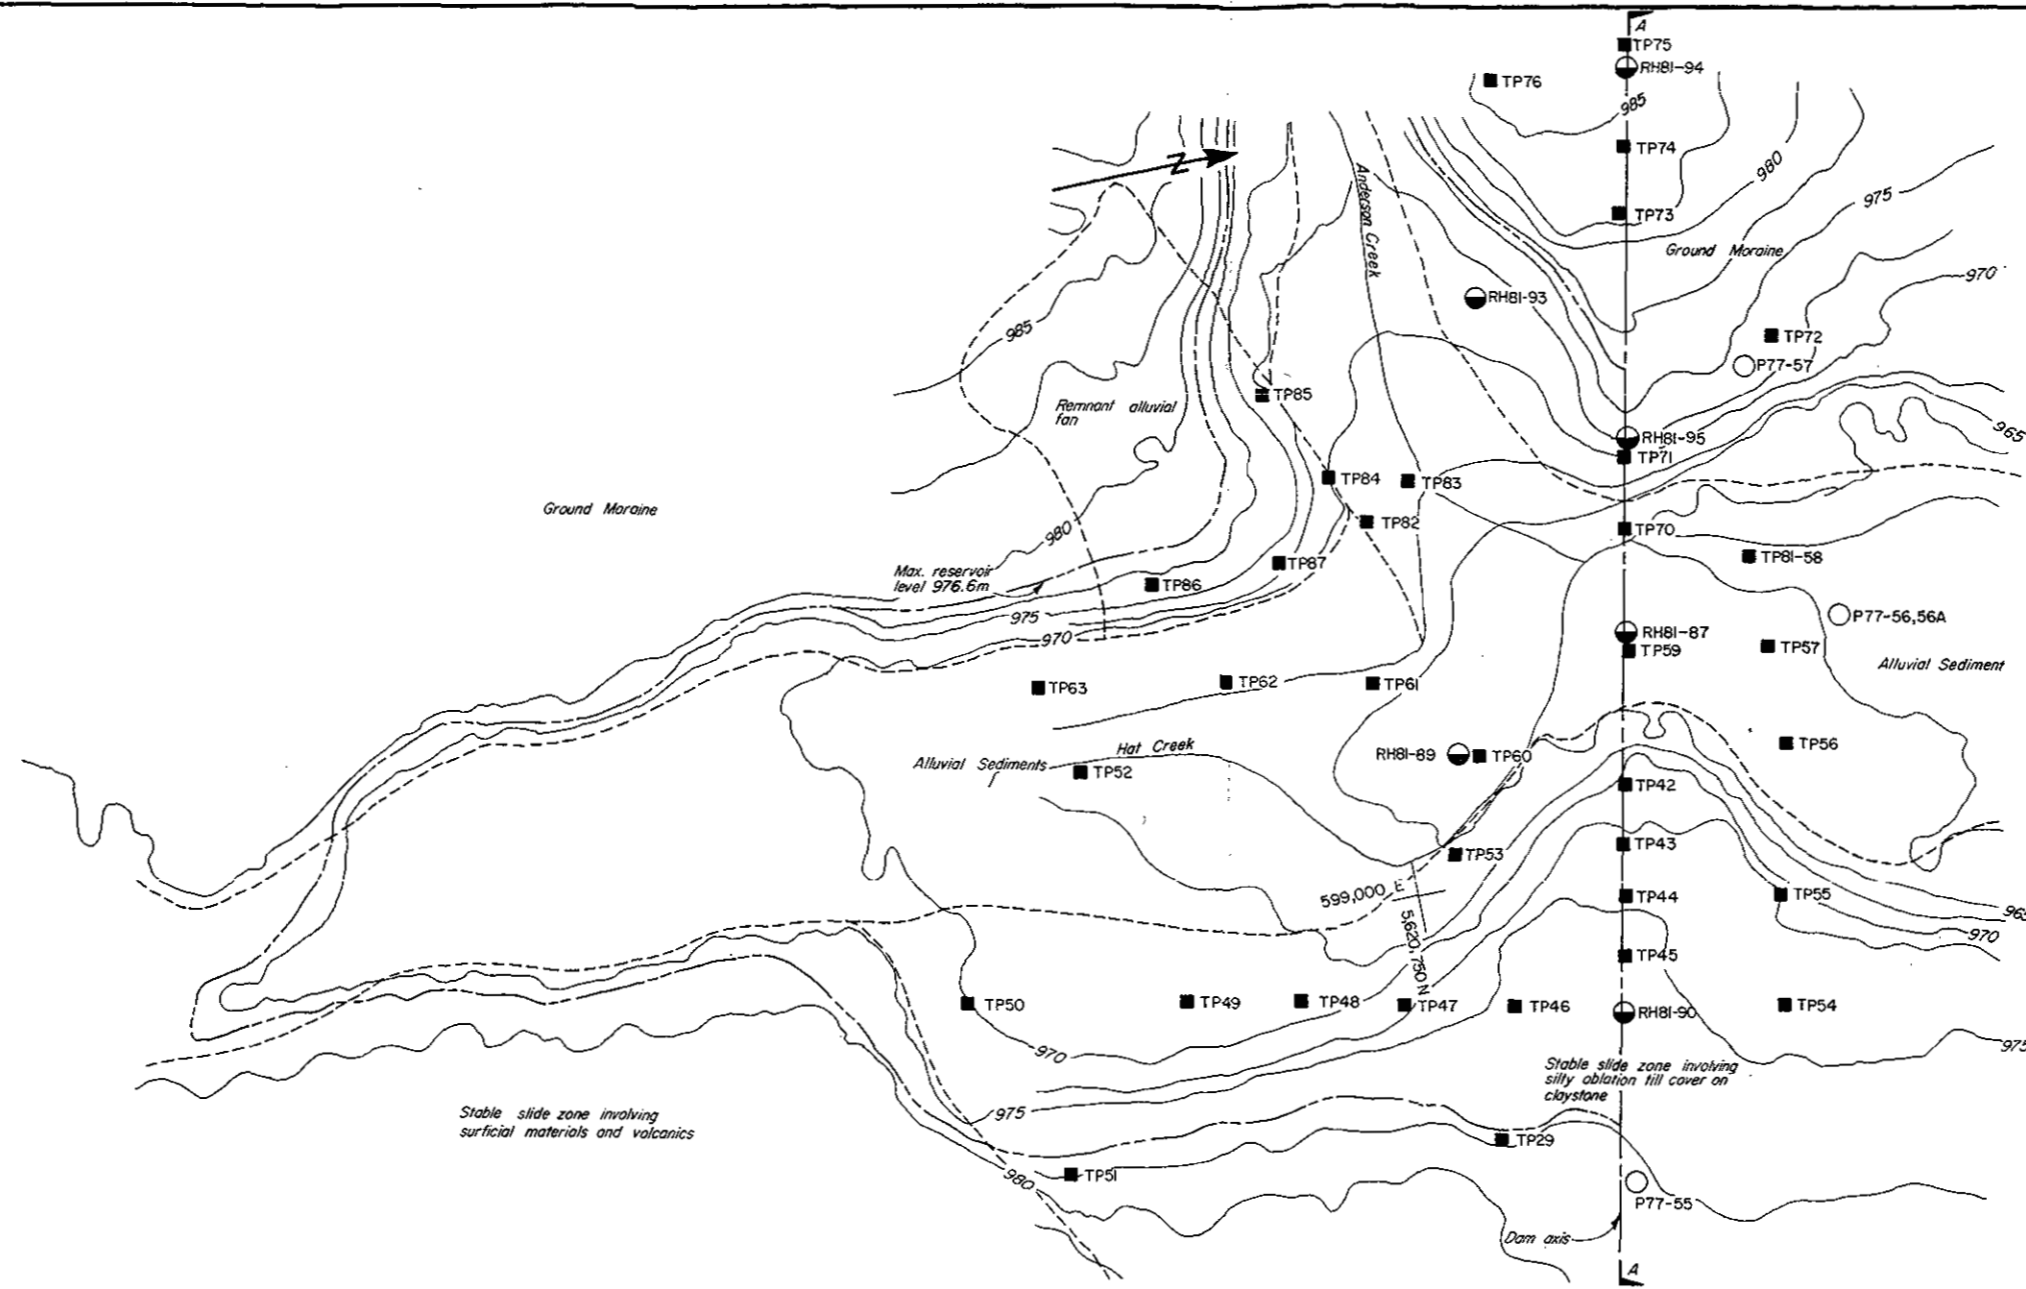 A
TP75
RH81-94
TP76
985
TP74
N
980
975
TP73
Anderson Creek
Ground Moraine
970
RH81-93
985
TP72
P77-57
TP85
Remnant alluvial
fan
965
RH81-95
TP71
TP84
TP83
Ground Moraine
TP82
TP70
980
TP81-58
TP87
Max. reservoir
level 976.6m
TP86
975
P77-56,56A
970
RH81-87
TP59
TP57
Alluvial Sediment
TP63
TP62
TP61
Hat Creek
TP56
RH81-89
TP60
Alluvial Sediments
TP52
TP42
TP43
TP53
599,000 E
TP44
TP55
965
5,620,750 N
970
TP45
TP50
TP49
TP48
TP47
TP46
RH81-90
TP54
970
975
Stable slide zone involving
silty ablation till cover on
claystone
975
Stable slide zone involving
surficial materials and volcanics
TP29
980
TP51
P77-55
Dam axis
A